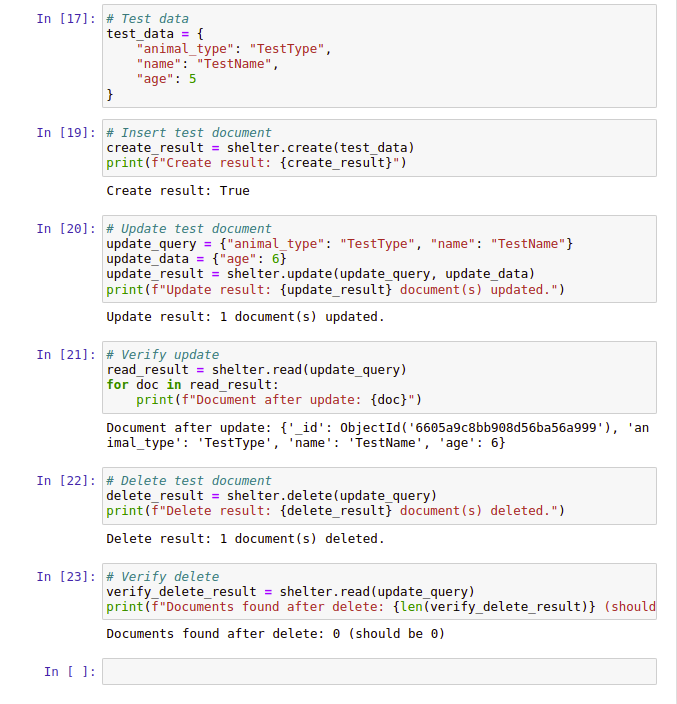 In [17]: # Test data
test_data = {
    "animal_type": "TestType",
    "name": "TestName",
    "age": 5
}
In [19]: # Insert test document
create_result = shelter.create(test_data)
print(f"Create result: {create_result}")
Create result: True
In [20]: # Update test document
update_query = {"animal_type": "TestType", "name": "TestName"}
update_data = {"age": 6}
update_result = shelter.update(update_query, update_data)
print(f"Update result: {update_result} document(s) updated.")
Update result: 1 document(s) updated.
In [21]: # Verify update
read_result = shelter.read(update_query)
for doc in read_result:
    print(f"Document after update: {doc}")
Document after update: {'_id': ObjectId('6605a9c8bb908d56ba56a999'), 'an
imal_type': 'TestType', 'name': 'TestName', 'age': 6}
In [22]: # Delete test document
delete_result = shelter.delete(update_query)
print(f"Delete result: {delete_result} document(s) deleted.")
Delete result: 1 document(s) deleted.
In [23]: # Verify delete
verify_delete_result = shelter.read(update_query)
print(f"Documents found after delete: {len(verify_delete_result)} (should
Documents found after delete: 0 (should be 0)
In [ ]: